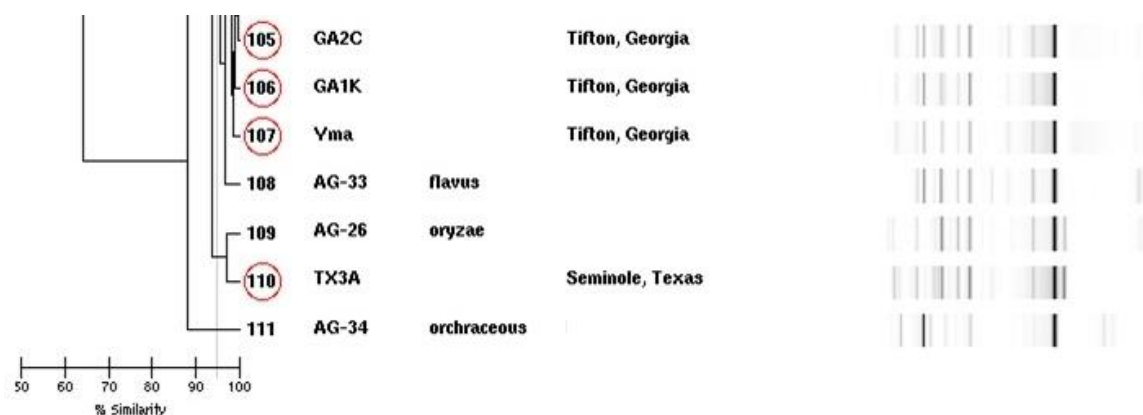 105 GA2C Tifton, Georgia
106 GA1K Tifton, Georgia
107 Yma Tifton, Georgia
108 AG-33 flavus
109 AG-26 oryzae
110 TX3A Seminole, Texas
111 AG-34 orchraceous
50 60 70 80 90 100
% Similarity